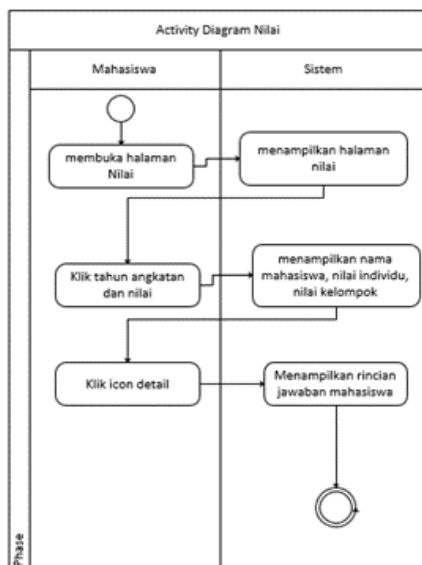 Activity Diagram Nilai
Mahasiswa
Sistem
membuka halaman
Nilai
menampilkan halaman
nilai
Klik tahun angkatan
dan nilai
menampilkan nama
mahasiswa, nilai individu,
nilai kelompok
Klik icon detail
Menampilkan rincian
jawaban mahasiswa
Phase